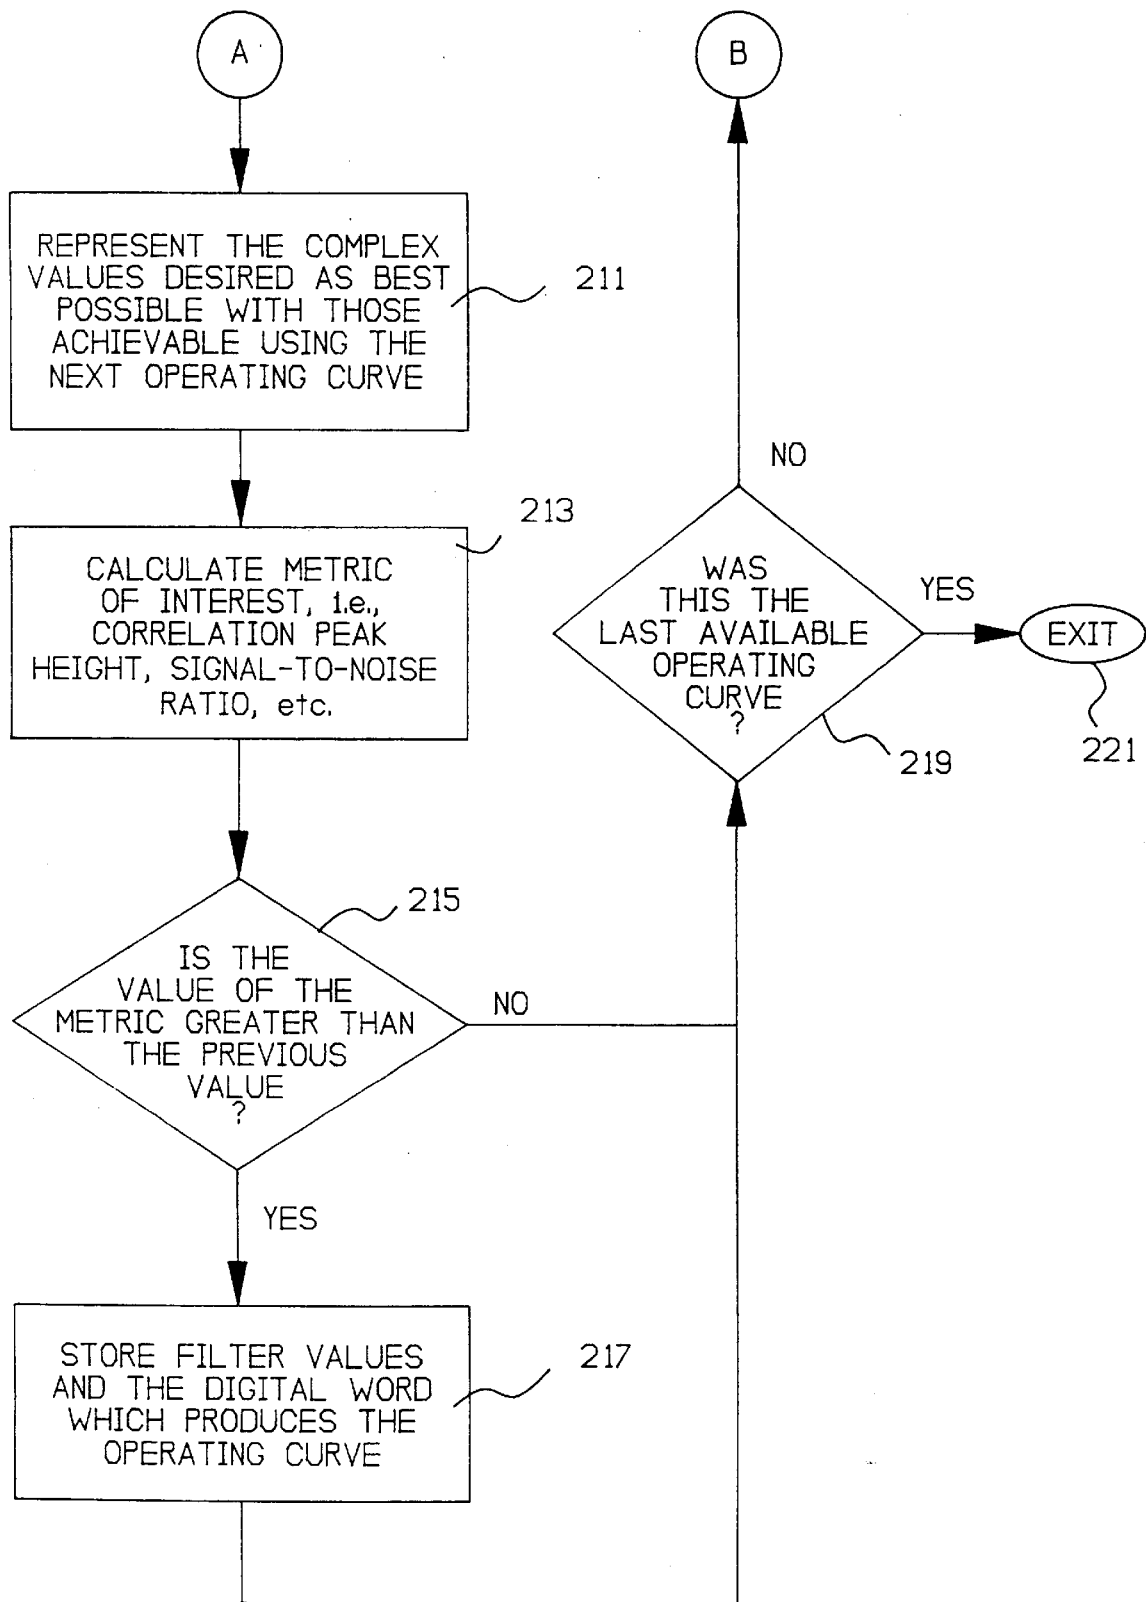 A
REPRESENT THE COMPLEX
VALUES DESIRED AS BEST
POSSIBLE WITH THOSE
ACHIEVABLE USING THE
NEXT OPERATING CURVE
211
213
CALCULATE METRIC
OF INTEREST, i.e.,
CORRELATION PEAK
HEIGHT, SIGNAL-TO-NOISE
RATIO, etc.
215
IS THE
VALUE OF THE
METRIC GREATER THAN
THE PREVIOUS
VALUE
?
NO
YES
STORE FILTER VALUES
AND THE DIGITAL WORD
WHICH PRODUCES THE
OPERATING CURVE
217
B
NO
WAS
THIS THE
LAST AVAILABLE
OPERATING
CURVE
?
219
YES
EXIT
221